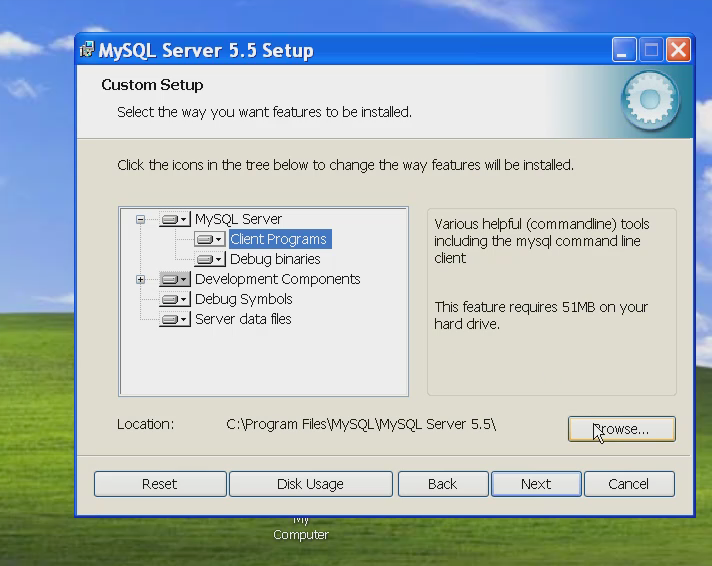 MySQL Server 5.5 Setup
Custom Setup
Select the way you want features to be installed.
Click the icons in the tree below to change the way features will be installed.
MySQL Server
Client Programs
Debug binaries
Development Components
Debug Symbols
Server data files
Various helpful (commandline) tools
including the mysql command line
client
This feature requires 51MB on your
hard drive.
Location: C:\Program Files\MySQL\MySQL Server 5.5\
Browse...
Reset Disk Usage Back Next Cancel
My
Computer